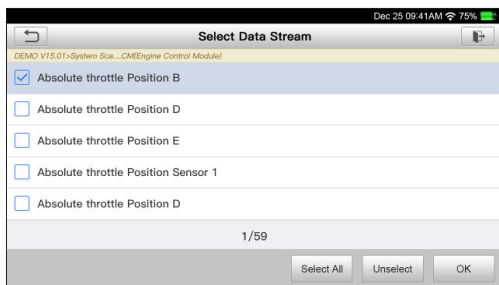 Dec 25 09:41AM 75%
Select Data Stream
DEMO V15.01>System Sca....CM(Engine Control Module)
Absolute throttle Position B
Absolute throttle Position D
Absolute throttle Position E
Absolute throttle Position Sensor 1
Absolute throttle Position D
1/59
Select All Unselect OK